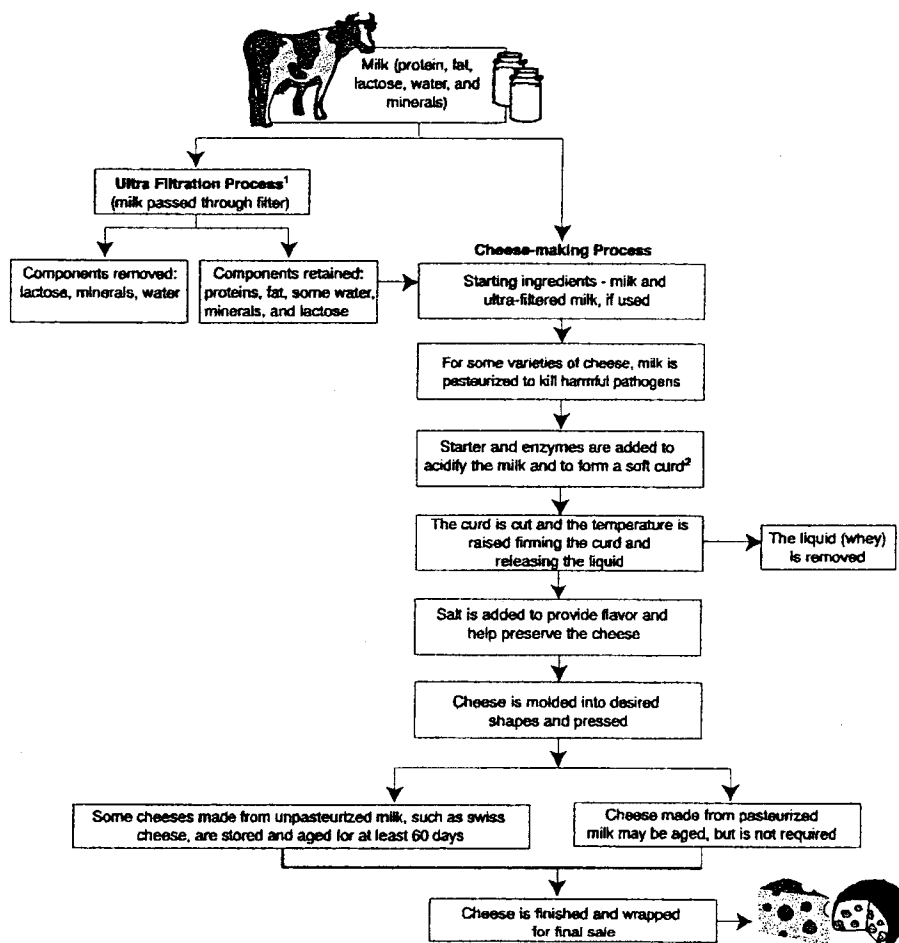 Milk (protein, fat,
lactose, water, and
minerals)
Ultra Filtration Process¹
(milk passed through filter)
Components removed:
lactose, minerals, water
Components retained:
proteins, fat, some water,
minerals, and lactose
Cheese-making Process
Starting ingredients - milk and
ultra-filtered milk, if used
For some varieties of cheese, milk is
pasteurized to kill harmful pathogens
Starter and enzymes are added to
acidify the milk and to form a soft curd²
The curd is cut and the temperature is
raised firming the curd and
releasing the liquid
The liquid (whey)
is removed
Salt is added to provide flavor and
help preserve the cheese
Cheese is molded into desired
shapes and pressed
Some cheeses made from unpasteurized milk, such as swiss
cheese, are stored and aged for at least 60 days
Cheese made from pasteurized
milk may be aged, but is not required
Cheese is finished and wrapped
for final sale